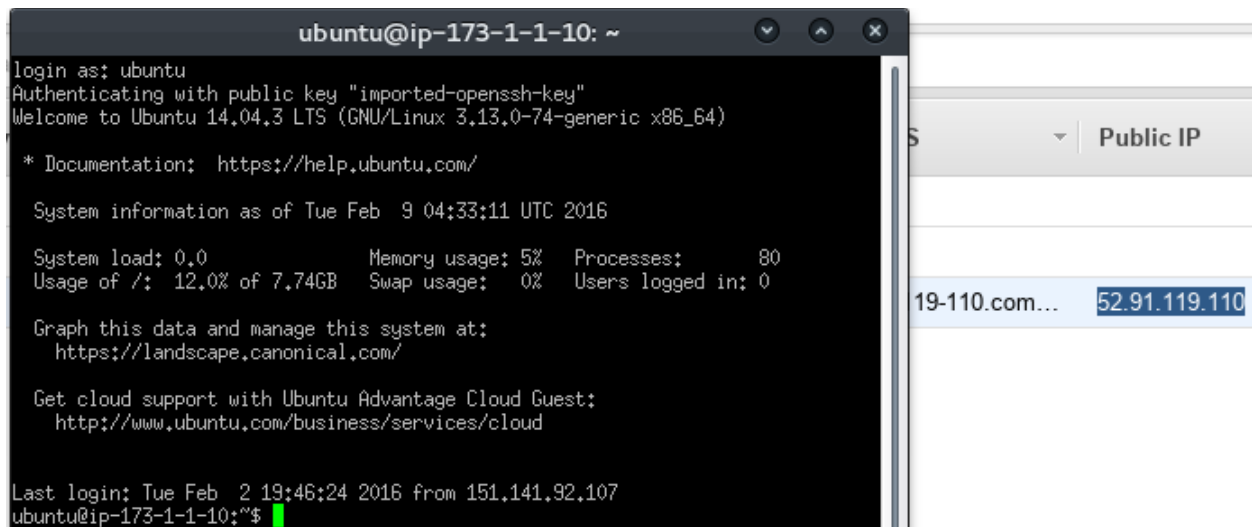 ubuntu@ip-173-1-1-10: ~
login as: ubuntu
Authenticating with public key "imported-openssh-key"
Welcome to Ubuntu 14.04.3 LTS (GNU/Linux 3.13.0-74-generic x86_64)
* Documentation:  https://help.ubuntu.com/
System information as of Tue Feb  9 04:33:11 UTC 2016
System load: 0.0 Memory usage: 5% Processes: 80
Usage of /: 12.0% of 7.74GB Swap usage: 0% Users logged in: 0
Graph this data and manage this system at:
https://landscape.canonical.com/
Get cloud support with Ubuntu Advantage Cloud Guest:
http://www.ubuntu.com/business/services/cloud
Last login: Tue Feb  2 19:46:24 2016 from 151.141.92.107
ubuntu@ip-173-1-1-10:~$
S Public IP
19-110.com... 52.91.119.110